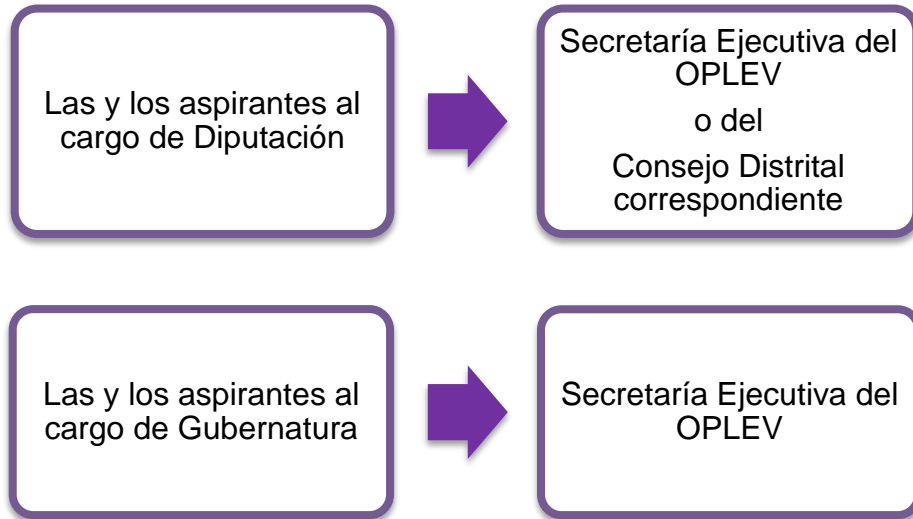 Las y los aspirantes al
cargo de Diputación
Secretaría Ejecutiva del
OPLEV
o del
Consejo Distrital
correspondiente
Las y los aspirantes al
cargo de Gubernatura
Secretaría Ejecutiva del
OPLEV